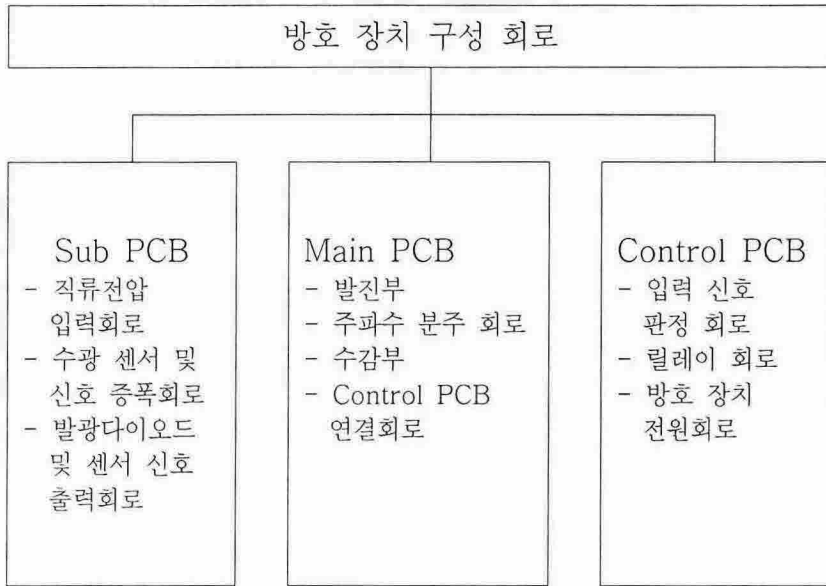 방호 장치 구성 회로
Sub PCB
- 직류전압
입력회로
- 수광 센서 및
신호 증폭회로
- 발광다이오드
및 센서 신호
출력회로
Main PCB
- 발진부
- 주파수 분주 회로
- 수감부
- Control PCB
연결회로
Control PCB
- 입력 신호
판정 회로
- 릴레이 회로
- 방호 장치
전원회로